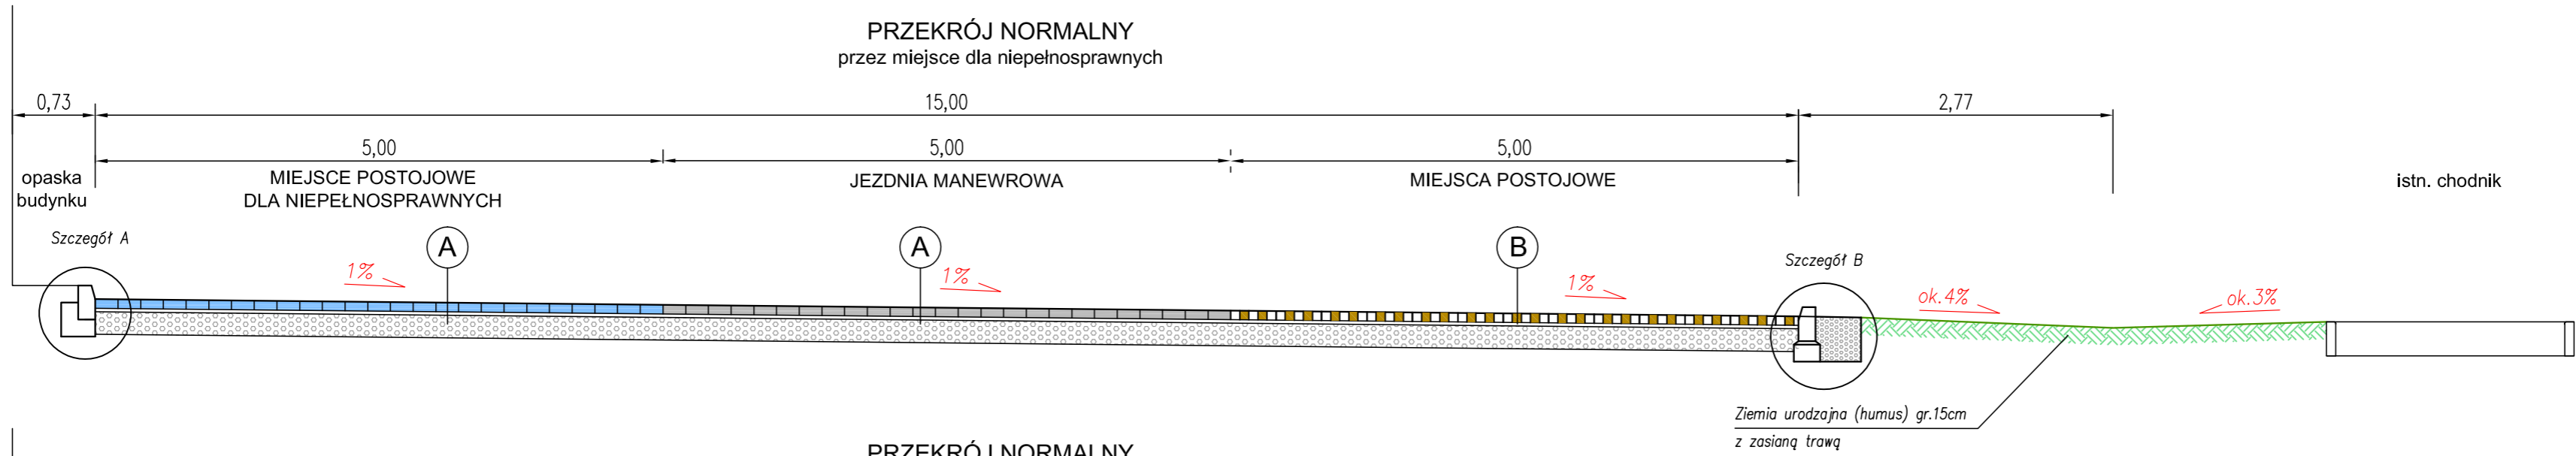 PRZEKRÓJ NORMALNY
przez miejsce dla niepełnosprawnych
0,73
15,00
2,77
5,00
5,00
5,00
opaska
budynku
MIEJSCE POSTOJOWE
DLA NIEPEŁNOSPRAWNYCH
JEZDNIA MANEWROWA
MIEJSCA POSTOJOWE
istn. chodnik
Szczegół A
A
A
B
Szczegół B
1%
1%
1%
ok.4%
ok.3%
Ziemia urodzajna (humus) gr.15cm
z zasianą trawą
PRZEKRÓJ NORMALNY